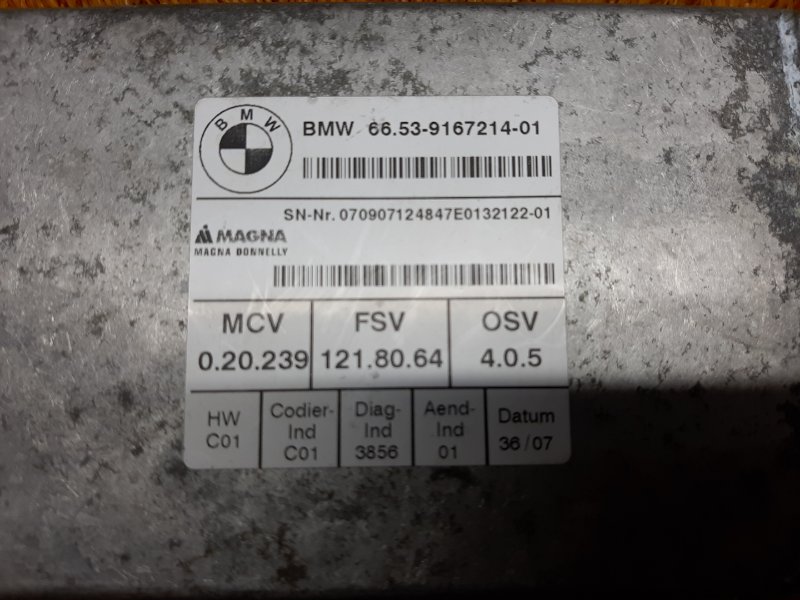 BMW
BMW 66.53-9167214-01
SN-Nr. 070907124847E0132122-01
MAGNA
MAGNA DONNELLY
MCV FSV OSV
0.20.239 121.80.64 4.0.5
HW Codier- Diag- Aend- Datum
C01 Ind Ind Ind 36/07
C01 3856 01